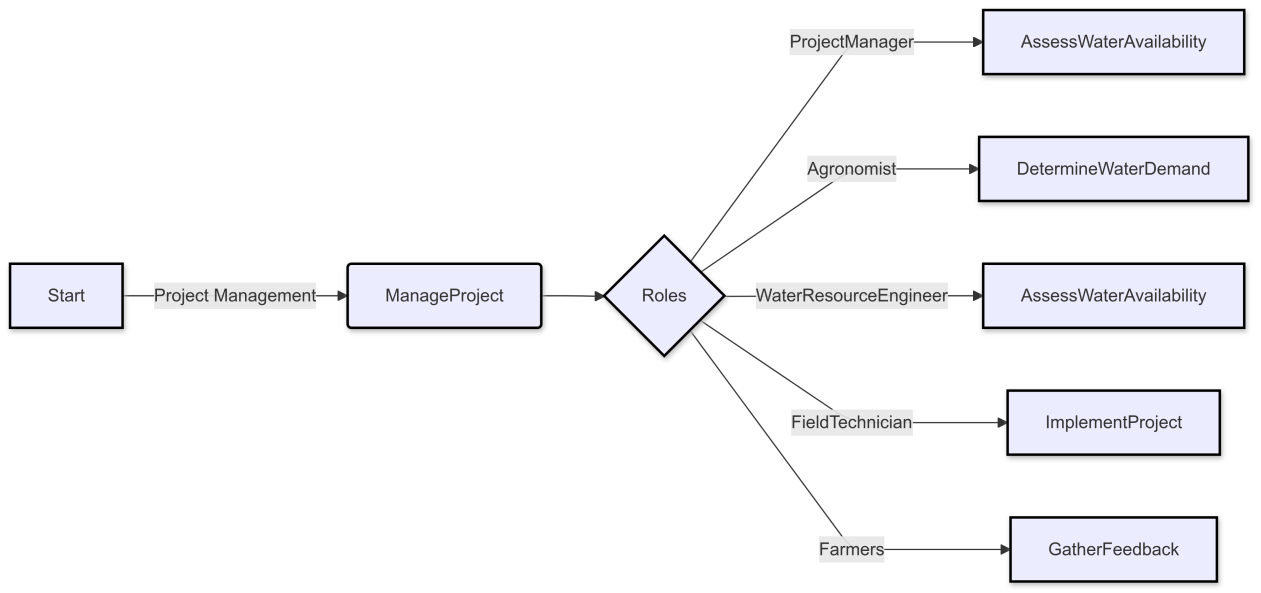 Start
Project Management
ManageProject
Roles
ProjectManager
AssessWaterAvailability
Agronomist
DetermineWaterDemand
WaterResourceEngineer
AssessWaterAvailability
FieldTechnician
ImplementProject
Farmers
GatherFeedback